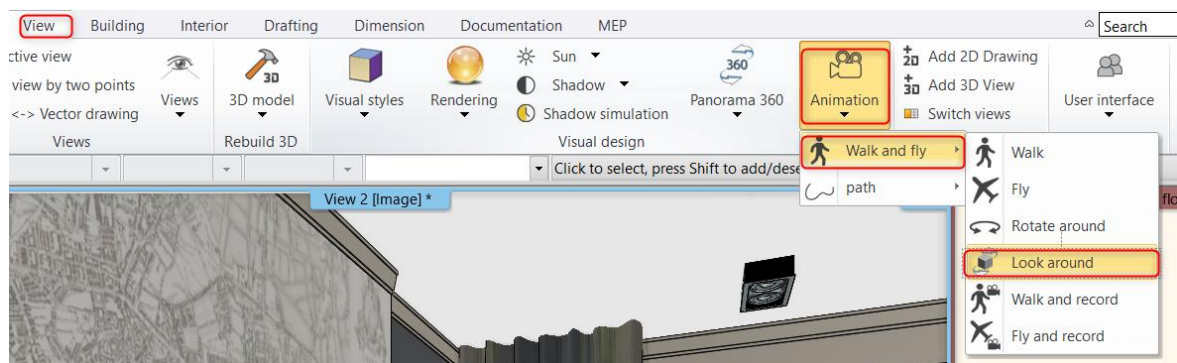 View Building Interior Drafting Dimension Documentation MEP
Search
ctive view
view by two points
<-> Vector drawing
Views
Views
3D
3D model
Rebuild 3D
Visual styles
Rendering
Sun
Shadow
Shadow simulation
360
Panorama 360
Visual design
Animation
2D Add 2D Drawing
3D Add 3D View
Switch views
User interface
Click to select, press Shift to add/dese
Walk and fly
path
Walk
Fly
Rotate around
Look around
Walk and record
Fly and record
View 2 [Image] *
flo